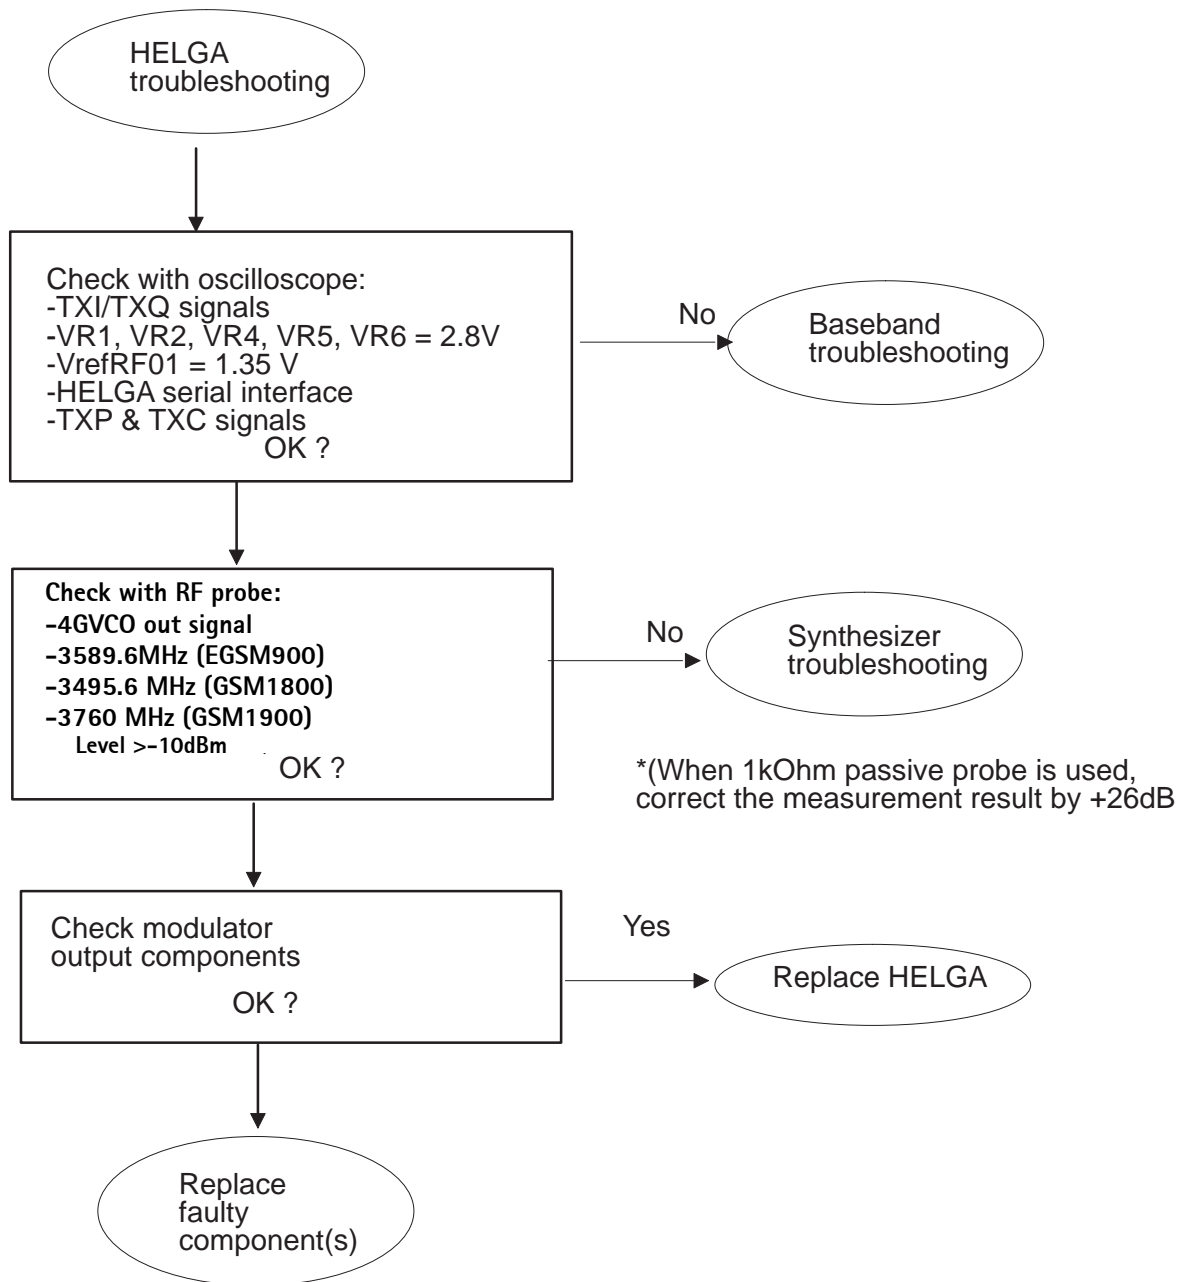 HELGA
troubleshooting
Check with oscilloscope:
-TXI/TXQ signals
-VR1, VR2, VR4, VR5, VR6 = 2.8V
-VrefRF01 = 1.35 V
-HELGA serial interface
-TXP & TXC signals
OK ?
No
Baseband
troubleshooting
Check with RF probe:
-4GVCO out signal
-3589.6MHz (EGSM900)
-3495.6 MHz (GSM1800)
-3760 MHz (GSM1900)
Level >-10dBm
OK ?
No
Synthesizer
troubleshooting
*(When 1kOhm passive probe is used,
correct the measurement result by +26dB
Check modulator
output components
OK ?
Yes
Replace HELGA
Replace
faulty
component(s)